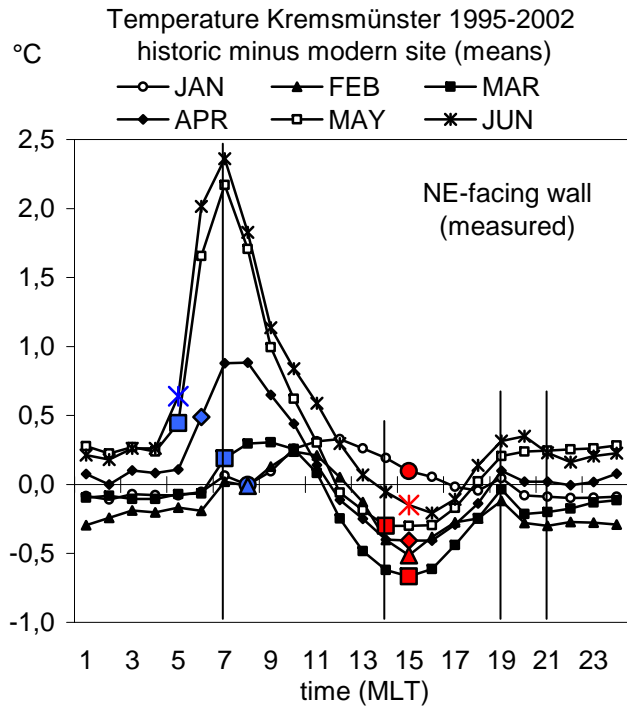 Temperature Kremsmünster 1995-2002
historic minus modern site (means)
°C
JAN FEB MAR
APR MAY JUN
2,5
NE-facing wall
(measured)
2,0
1,5
1,0
0,5
0,0
-0,5
-1,0
1 3 5 7 9 11 13 15 17 19 21 23
time (MLT)